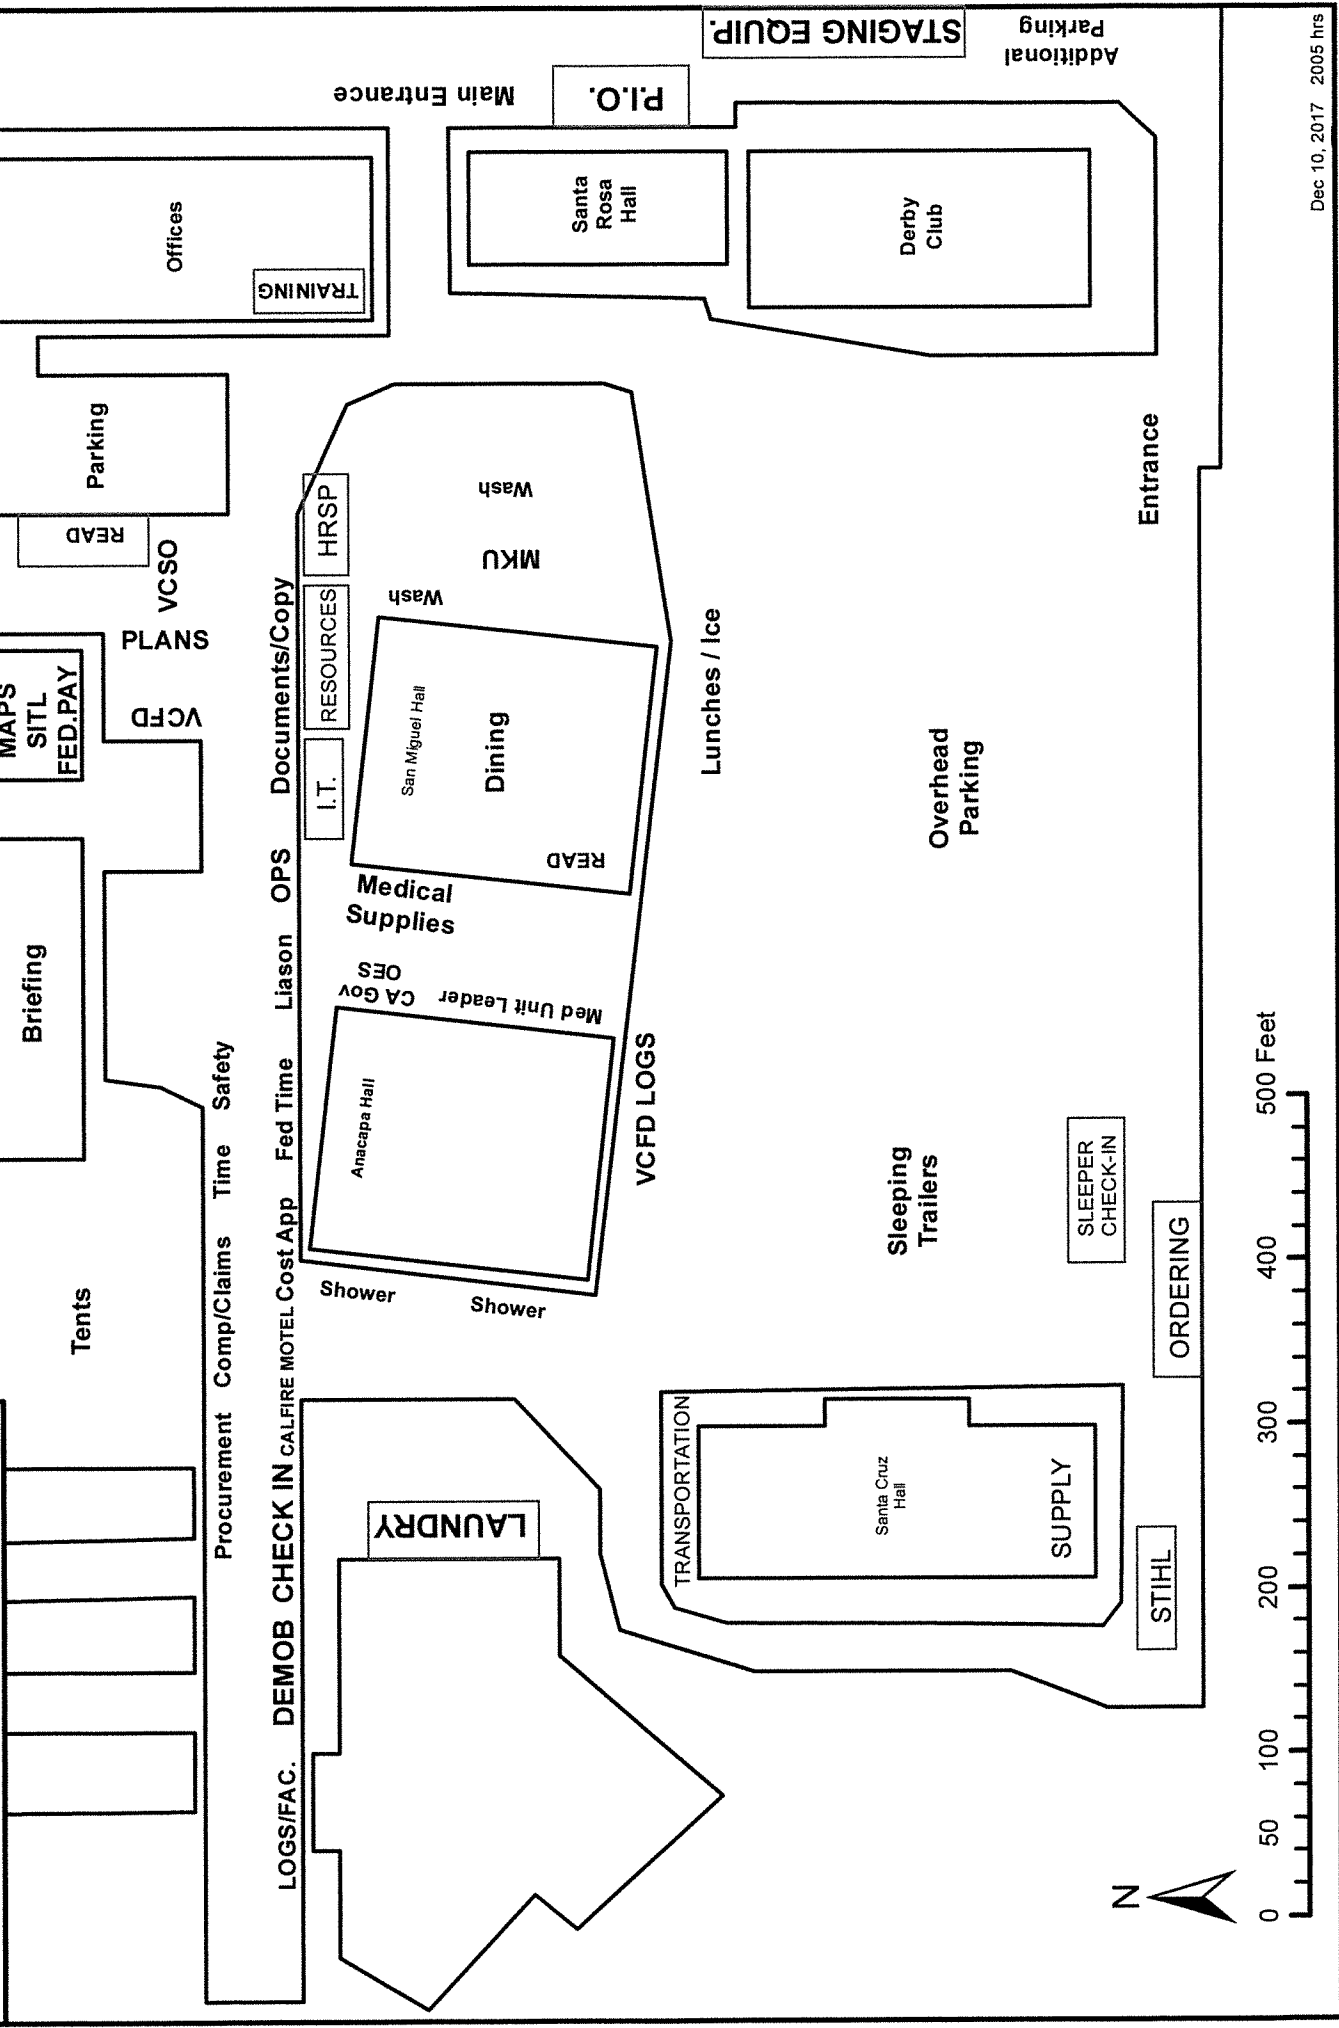 MAPS
SITL
FED.PAY
Briefing
Tents
Parking
Offices
TRAINING
READ
VCSO
PLANS
VCFD
Procurement Comp/Claims Time Safety
LOGS/FAC. DEMOB CHECK IN CALFIRE MOTEL Cost App Fed Time Liason OPS Documents/Copy
I.T.
RESOURCES
HRSP
Main Entrance
P.I.O.
STAGING EQUIP.
Additional
Parking
Santa
Rosa
Hall
Derby
Club
Wash
MKU
Wash
San Miguel Hall
Dining
READ
Medical
Supplies
CA Gov
OES
Med Unit Leader
Anacapa Hall
Shower
Shower
LAUNDRY
VCFD LOGS
Lunches / Ice
TRANSPORTATION
Santa Cruz
Hall
SUPPLY
Sleeping
Trailers
Overhead
Parking
SLEEPER
CHECK-IN
ORDERING
STIHL
Entrance
N
0 50 100 200 300 400 500 Feet
Dec 10, 2017 2005 hrs